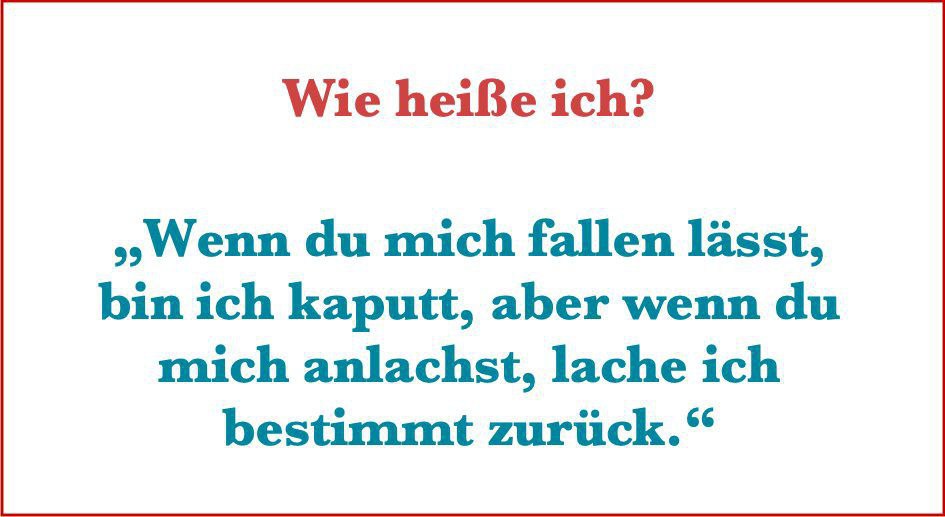 Wie heiße ich?
„Wenn du mich fallen lässt,
bin ich kaputt, aber wenn du
mich anlachst, lache ich
bestimmt zurück.“